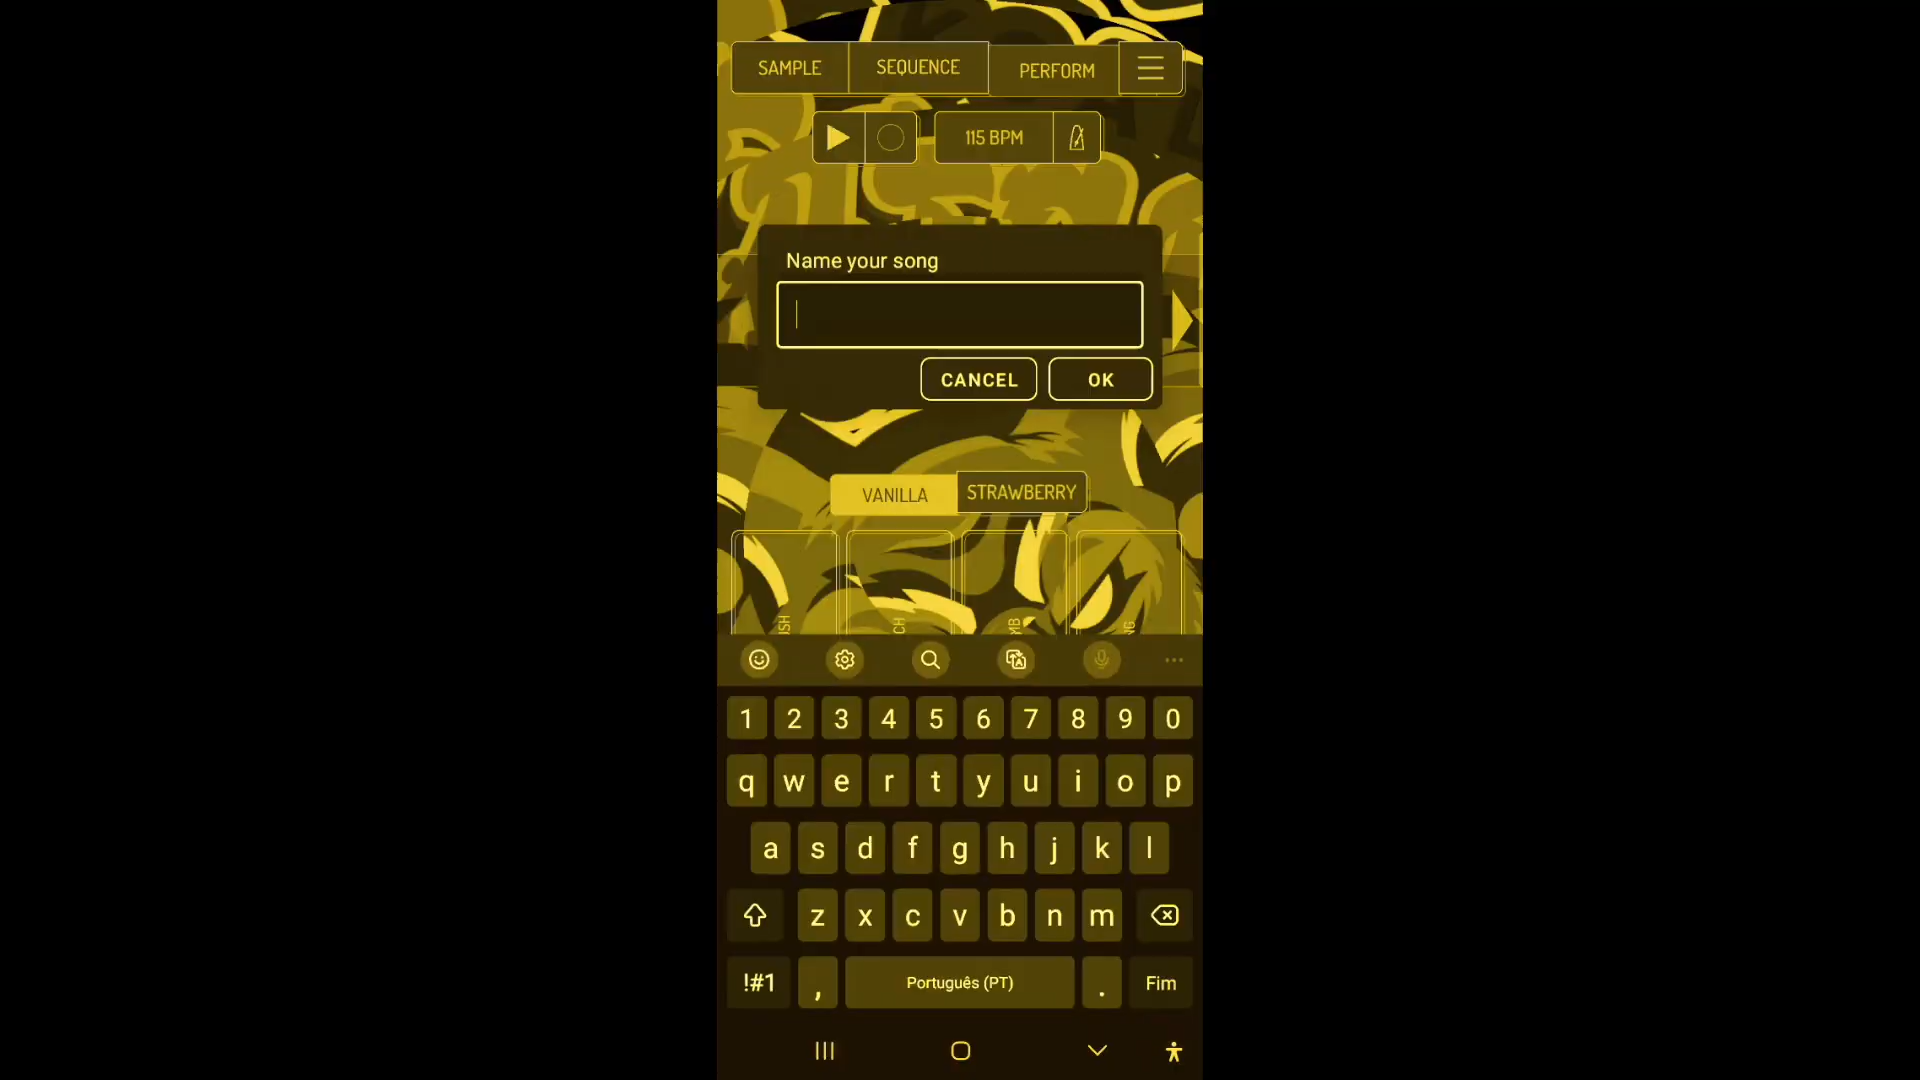 SAMPLE SEQUENCE PERFORM
115 BPM
Name your song
CANCEL OK
VANILLA STRAWBERRY
1 2 3 4 5 6 7 8 9 0
q w e r t y u i o p
a s d f g h j k l
z x c v b n m
!#1 , Português (PT) . Fim